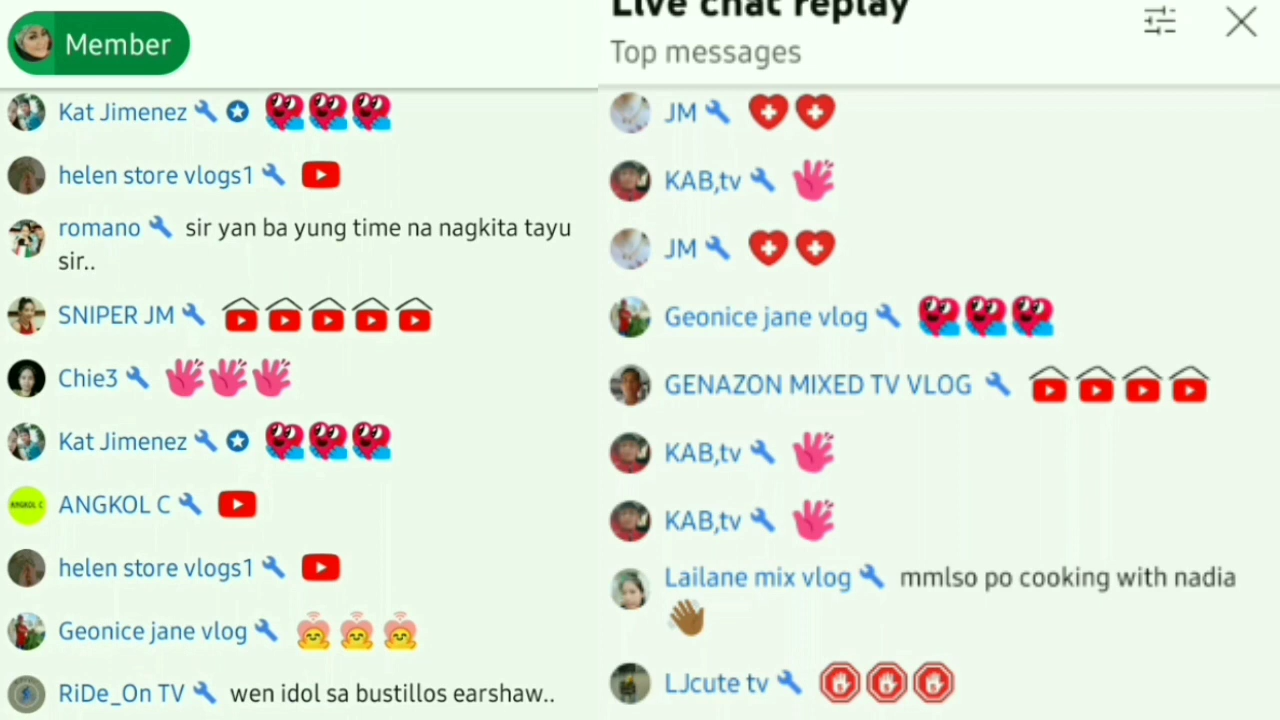 Member
Kat Jimenez
helen store vlogs1
romano sir yan ba yung time na nagkita tayu
sir..
SNIPER JM
Chie3
Kat Jimenez
ANGKOL C
ANGKOL C
helen store vlogs1
Geonice jane vlog
RiDe_On TV wen idol sa bustillos earshaw..
Live chat replay
Top messages
JM
KAB,tv
JM
Geonice jane vlog
GENAZON MIXED TV VLOG
KAB,tv
KAB,tv
Lailane mix vlog mmlso po cooking with nadia
LJcute tv